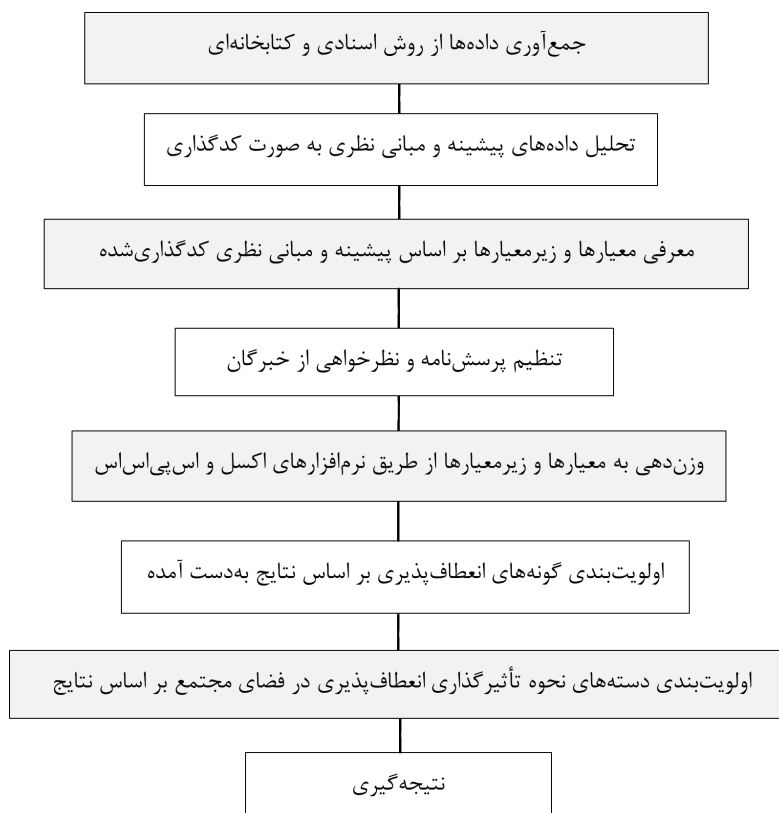 جمع‌آوری داده‌ها از روش اسنادی و کتابخانه‌ای
تحلیل داده‌های پیشینه و مبانی نظری به صورت کدگذاری
معرفی معیارها و زیرمعیارها بر اساس پیشینه و مبانی نظری کدگذاری‌شده
تنظیم پرسش‌نامه و نظرخواهی از خبرگان
وزن‌دهی به معیارها و زیرمعیارها از طریق نرم‌افزارهای اکسل و اس‌پی‌اس‌اس
اولویت‌بندی گونه‌های انعطاف‌پذیری بر اساس نتایج به‌دست آمده
اولویت‌بندی دسته‌های نحوه تأثیرگذاری انعطاف‌پذیری در فضای مجتمع بر اساس نتایج
نتیجه‌گیری